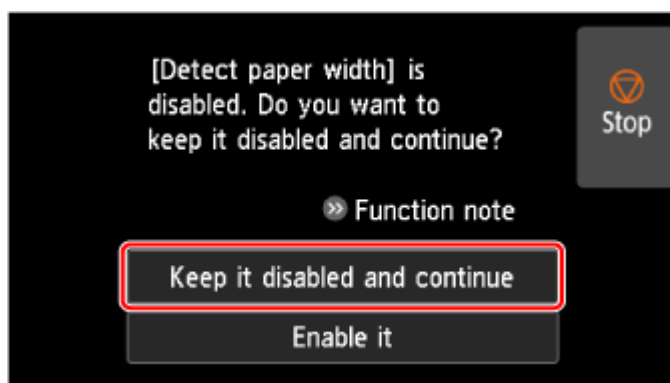 [Detect paper width] is
disabled. Do you want to
keep it disabled and continue?
Stop
Function note
Keep it disabled and continue
Enable it